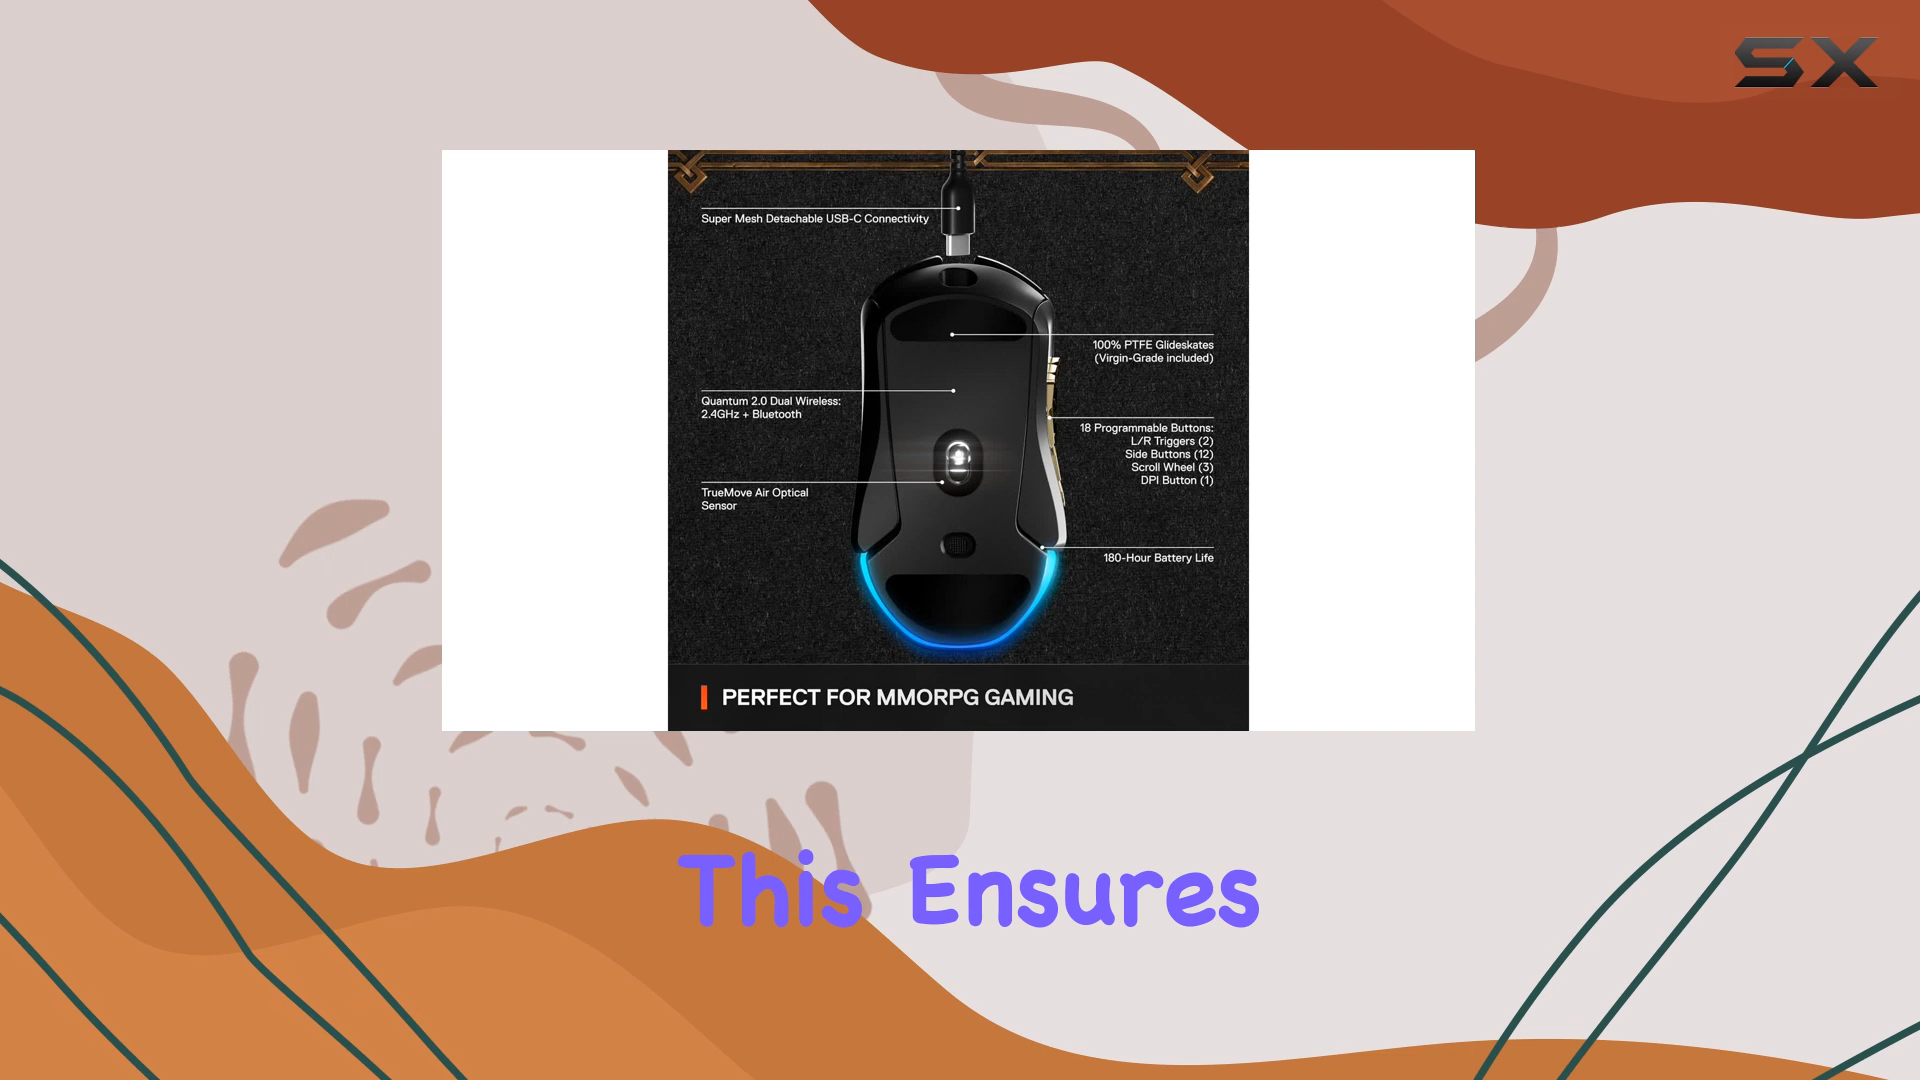 SX
Super Mesh Detachable USB-C Connectivity
100% PTFE Glideskates
(Virgin-Grade included)
Quantum 2.0 Dual Wireless:
2.4GHz + Bluetooth
18 Programmable Buttons:
L/R Triggers (2)
Side Buttons (12)
Scroll Wheel (3)
DPI Button (1)
TrueMove Air Optical
Sensor
180-Hour Battery Life
PERFECT FOR MMORPG GAMING
This Ensures